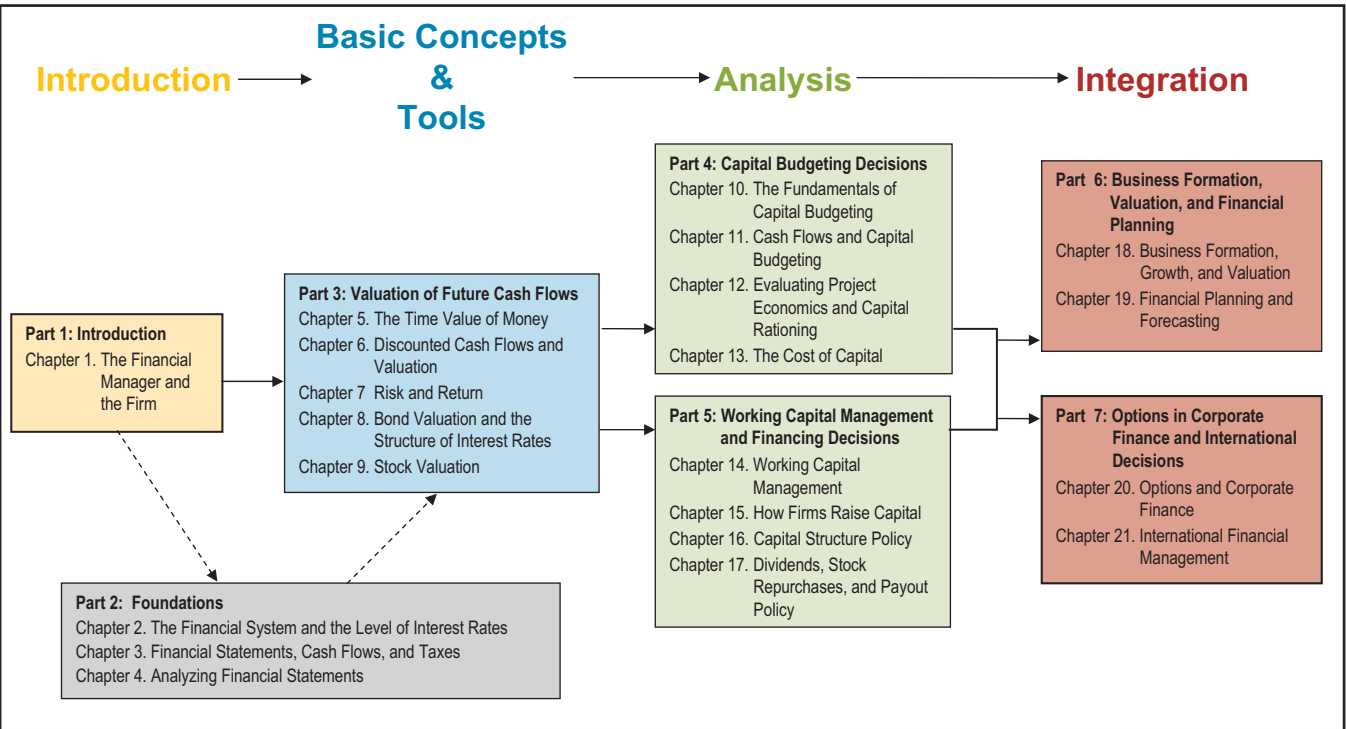 Introduction
Basic Concepts
&
Tools
Analysis
Integration
Part 1: Introduction
Chapter 1. The Financial
Manager and
the Firm
Part 2: Foundations
Chapter 2. The Financial System and the Level of Interest Rates
Chapter 3. Financial Statements, Cash Flows, and Taxes
Chapter 4. Analyzing Financial Statements
Part 3: Valuation of Future Cash Flows
Chapter 5. The Time Value of Money
Chapter 6. Discounted Cash Flows and
Valuation
Chapter 7 Risk and Return
Chapter 8. Bond Valuation and the
Structure of Interest Rates
Chapter 9. Stock Valuation
Part 4: Capital Budgeting Decisions
Chapter 10. The Fundamentals of
Capital Budgeting
Chapter 11. Cash Flows and Capital
Budgeting
Chapter 12. Evaluating Project
Economics and Capital
Rationing
Chapter 13. The Cost of Capital
Part 5: Working Capital Management
and Financing Decisions
Chapter 14. Working Capital
Management
Chapter 15. How Firms Raise Capital
Chapter 16. Capital Structure Policy
Chapter 17. Dividends, Stock
Repurchases, and Payout
Policy
Part 6: Business Formation,
Valuation, and Financial
Planning
Chapter 18. Business Formation,
Growth, and Valuation
Chapter 19. Financial Planning and
Forecasting
Part 7: Options in Corporate
Finance and International
Decisions
Chapter 20. Options and Corporate
Finance
Chapter 21. International Financial
Management